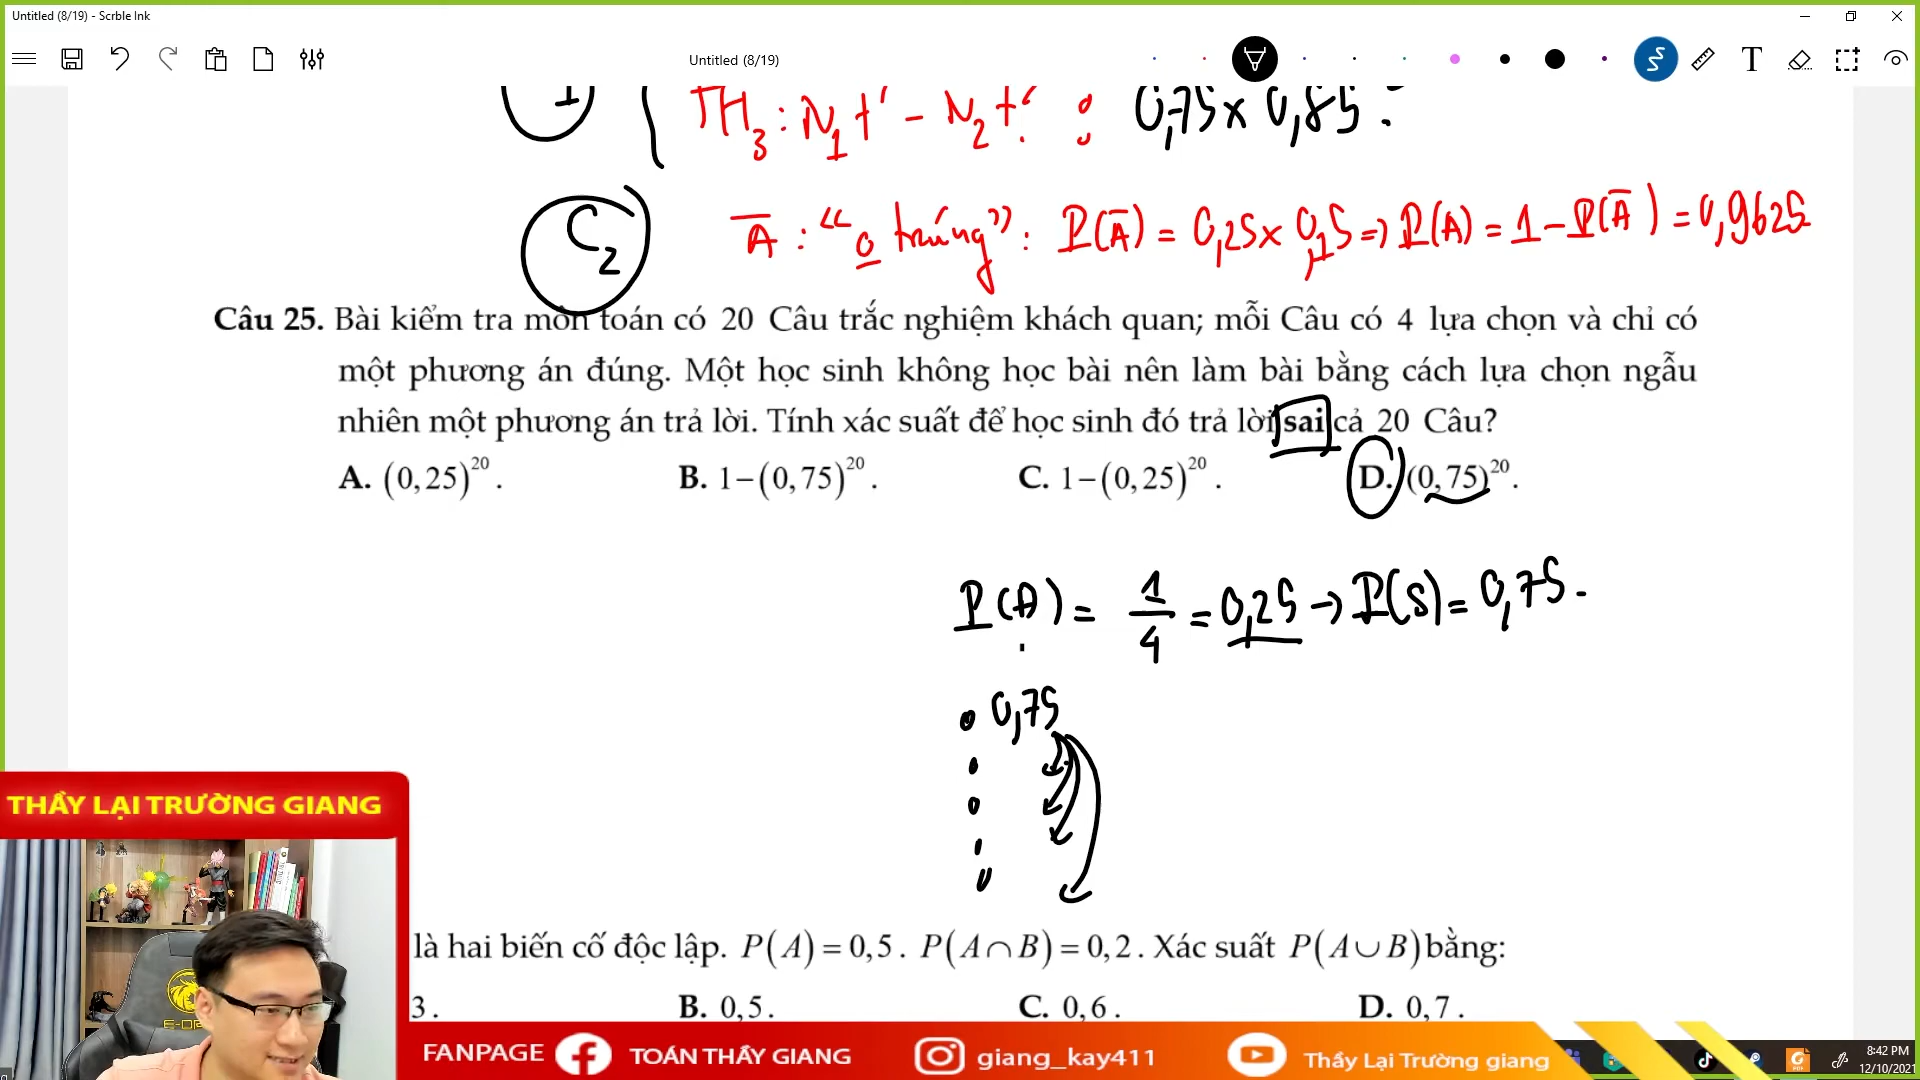 Untitled (8/19) - Scrble Ink
Untitled (8/19)
T
1 TH₃: N₁ t' - N₂ t' : 0,75 x 0,85.
C₂ A̅ : "o trúng" : P(A̅) = 0,25 x 0,15 => P(A) = 1 - P(A̅) = 0,9625
Câu 25. Bài kiểm tra môn toán có 20 Câu trắc nghiệm khách quan; mỗi Câu có 4 lựa chọn và chỉ có
một phương án đúng. Một học sinh không học bài nên làm bài bằng cách lựa chọn ngẫu
nhiên một phương án trả lời. Tính xác suất để học sinh đó trả lời sai cả 20 Câu?
A. (0,25)²⁰. B. 1−(0,75)²⁰. C. 1−(0,25)²⁰. D. (0,75)²⁰.
P(A) = 1/4 = 0,25 → P(S) = 0,75.
0,75
THẦY LẠI TRƯỜNG GIANG
là hai biến cố độc lập. P(A) = 0,5. P(A∩B) = 0,2. Xác suất P(A∪B) bằng:
3. B. 0,5. C. 0,6. D. 0,7.
FANPAGE TOÁN THẦY GIANG giang_kay411 Thầy Lại Trường giang
8:42 PM
12/10/2021